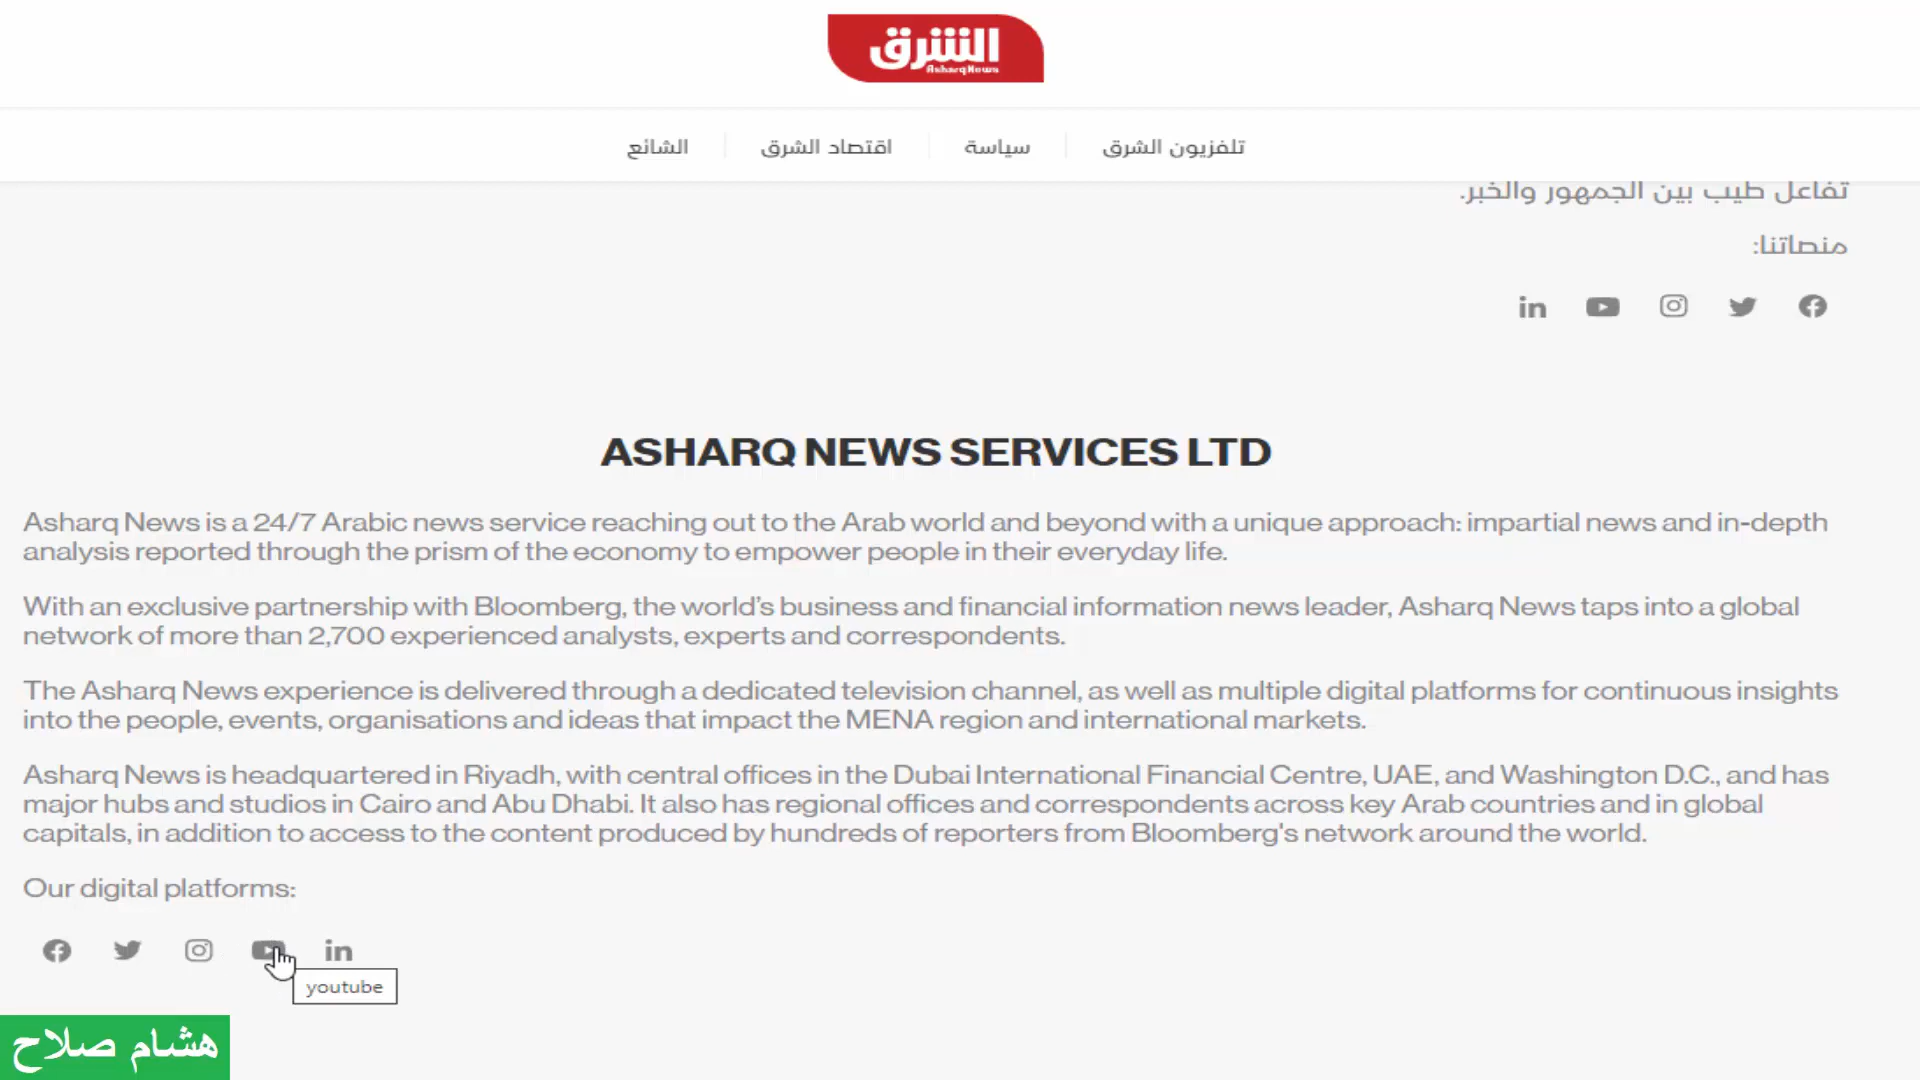 الشرق
Asharq News
تلفزيون الشرق
سياسة
اقتصاد الشرق
الشائع
تفاعل طيب بين الجمهور والخبر.
منصاتنا:
ASHARQ NEWS SERVICES LTD
Asharq News is a 24/7 Arabic news service reaching out to the Arab world and beyond with a unique approach: impartial news and in-depth
analysis reported through the prism of the economy to empower people in their everyday life.
With an exclusive partnership with Bloomberg, the world's business and financial information news leader, Asharq News taps into a global
network of more than 2,700 experienced analysts, experts and correspondents.
The Asharq News experience is delivered through a dedicated television channel, as well as multiple digital platforms for continuous insights
into the people, events, organisations and ideas that impact the MENA region and international markets.
Asharq News is headquartered in Riyadh, with central offices in the Dubai International Financial Centre, UAE, and Washington D.C., and has
major hubs and studios in Cairo and Abu Dhabi. It also has regional offices and correspondents across key Arab countries and in global
capitals, in addition to access to the content produced by hundreds of reporters from Bloomberg's network around the world.
Our digital platforms:
youtube
هشام صلاح